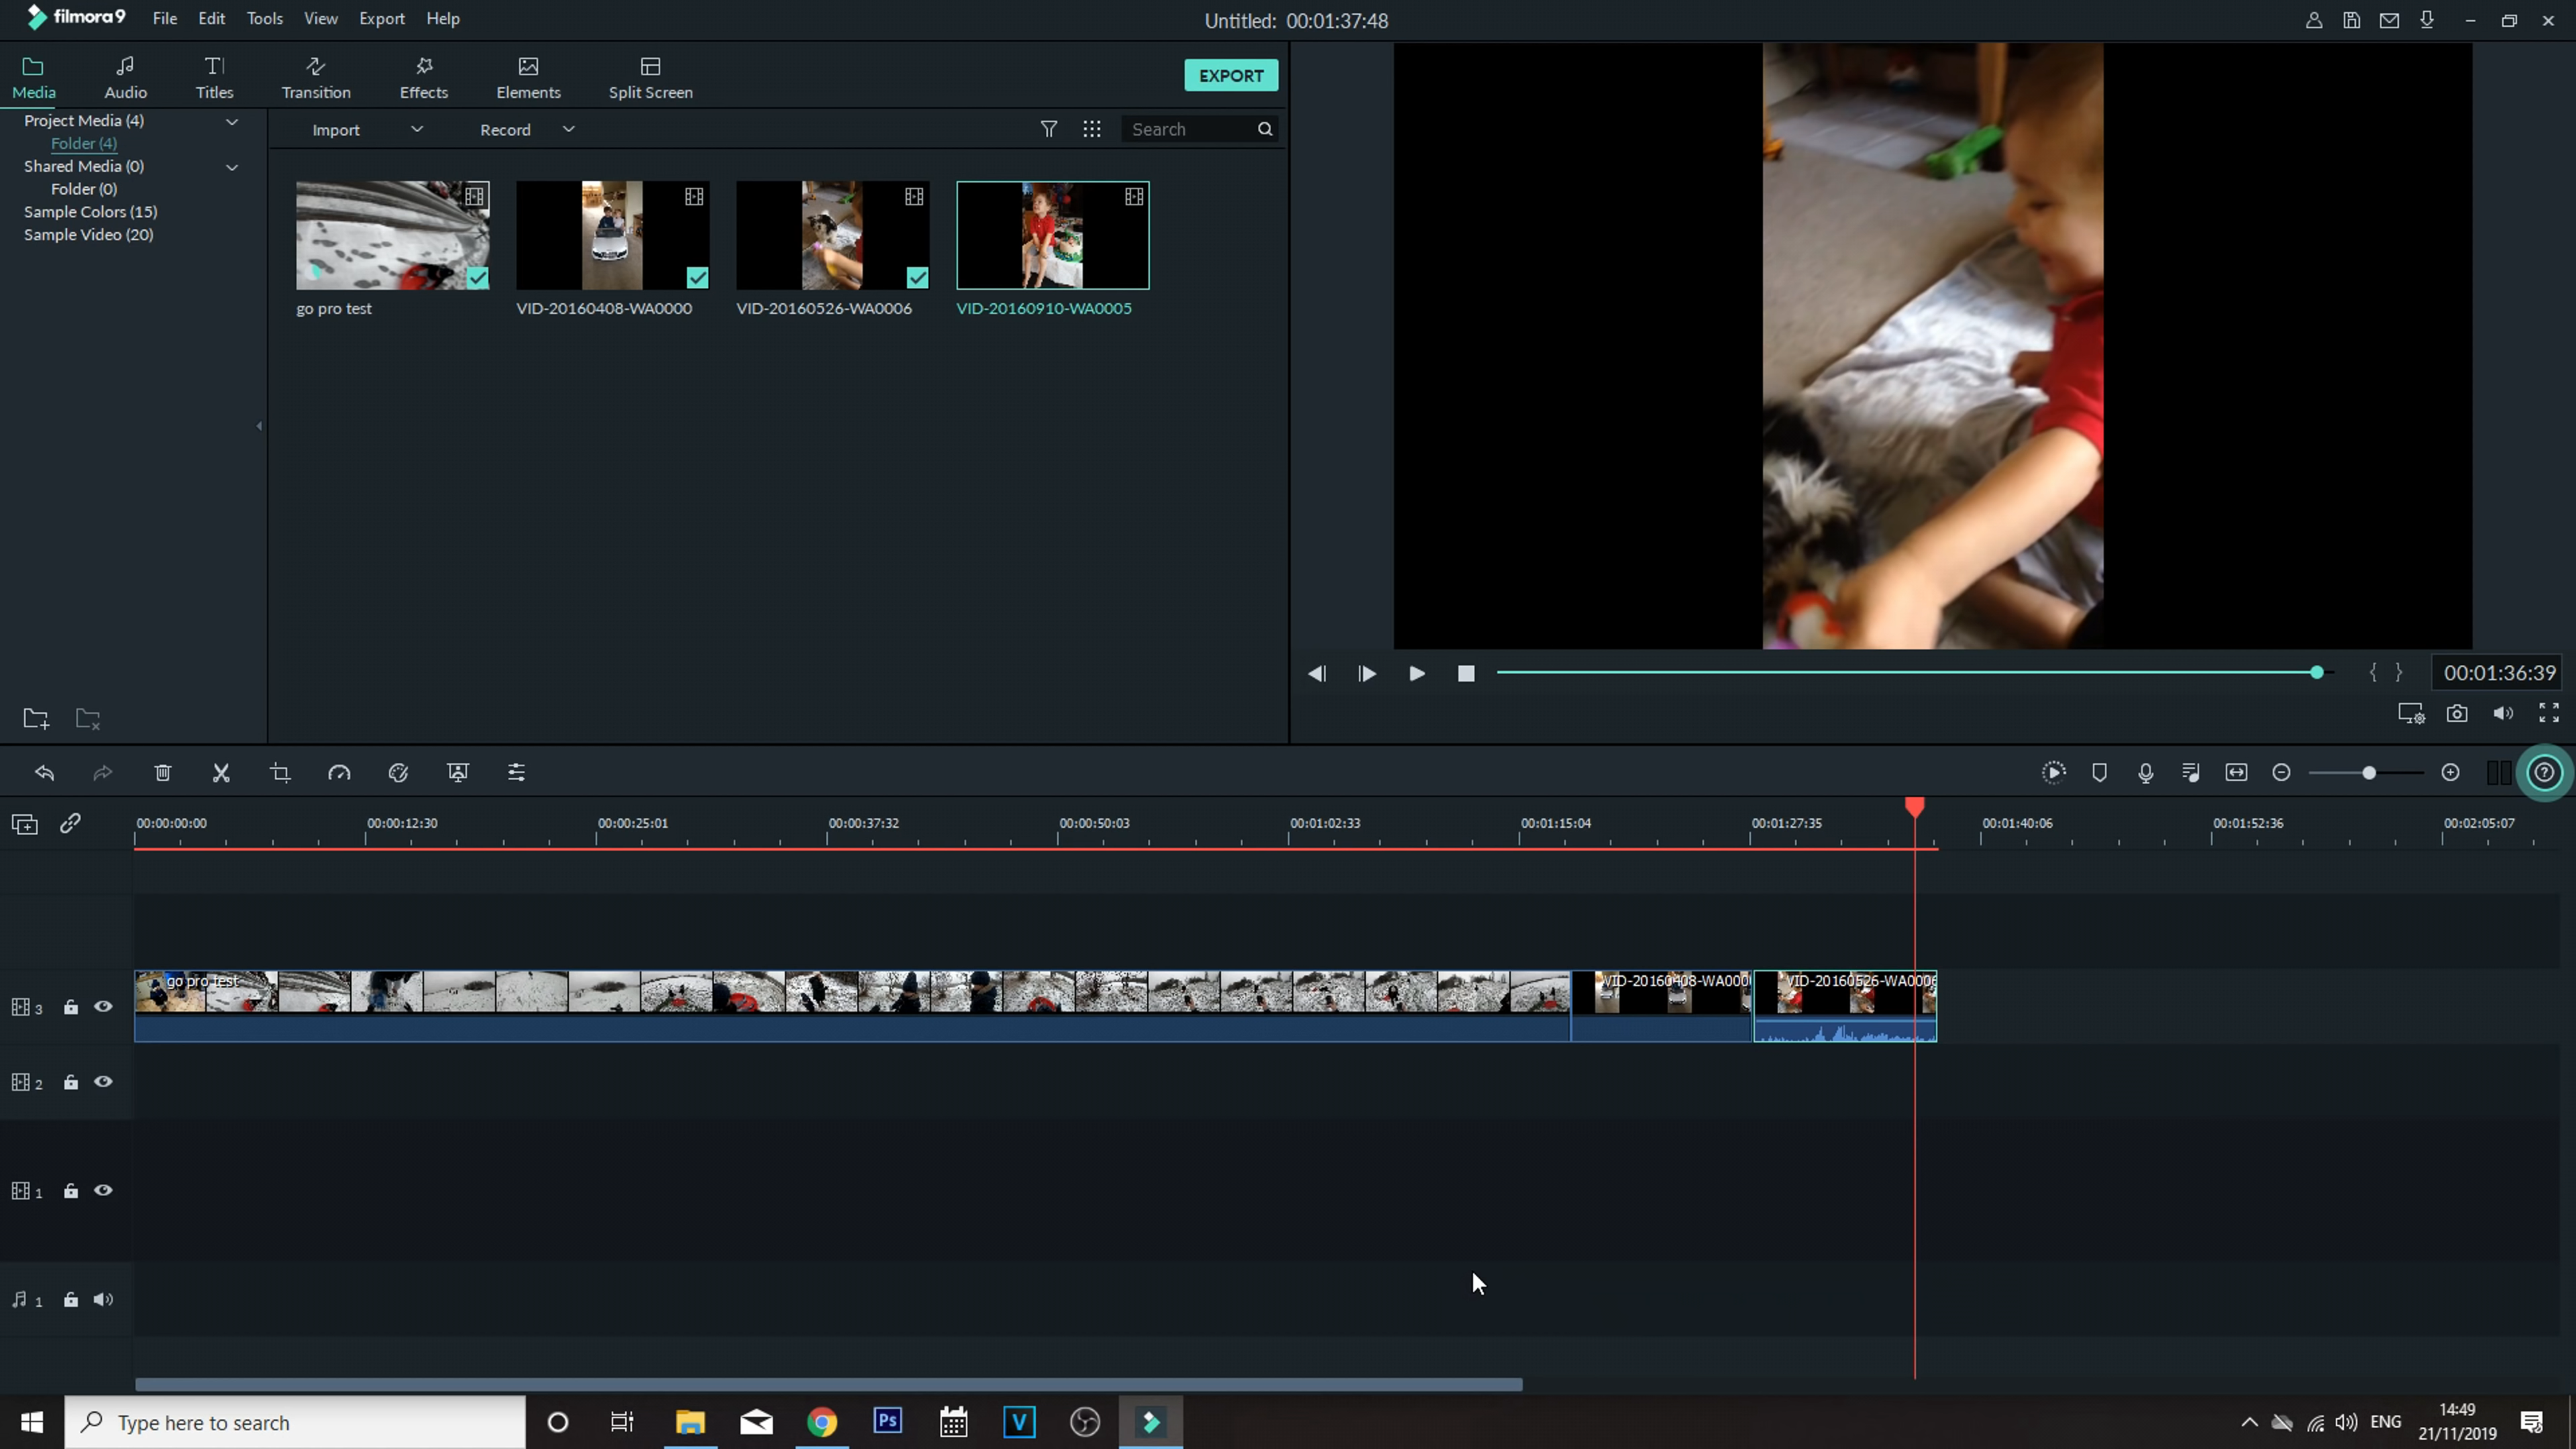 filmora9 File Edit Tools View Export Help
Untitled: 00:01:37:48
Media Audio Titles Transition Effects Elements Split Screen
EXPORT
Project Media (4)
Folder (4)
Shared Media (0)
Folder (0)
Sample Colors (15)
Sample Video (20)
Import Record Search
go pro test VID-20160408-WA0000 VID-20160526-WA0006 VID-20160910-WA0005
{ } 00:01:36:39
00:00:00:00 00:00:12:30 00:00:25:01 00:00:37:32 00:00:50:03 00:01:02:33 00:01:15:04 00:01:27:35 00:01:40:06 00:01:52:36 00:02:05:07
go pro test VID-20160408-WA000 VID-20160526-WA0006
3
2
1
1
Type here to search
Ps
V
ENG
14:49
21/11/2019